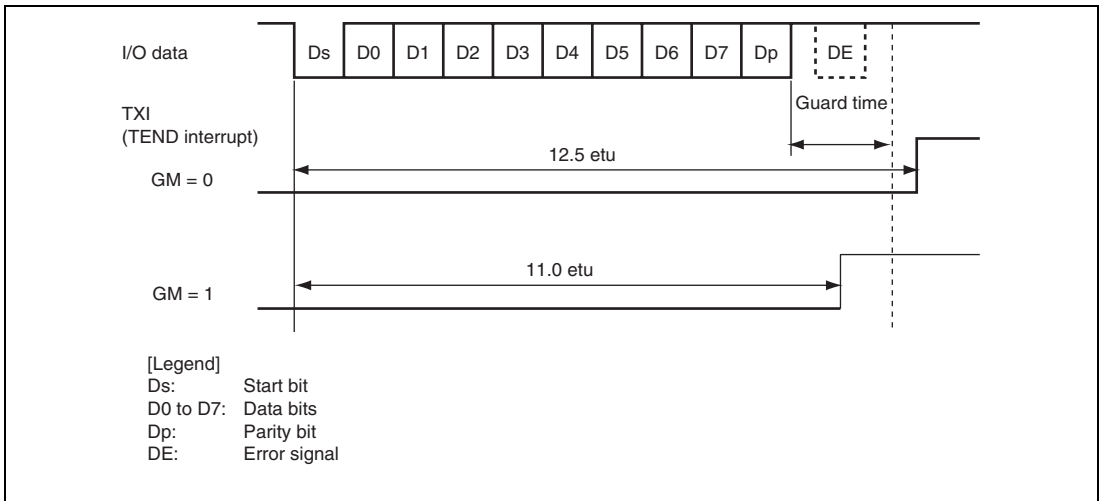 I/O data Ds D0 D1 D2 D3 D4 D5 D6 D7 Dp DE
Guard time
TXI
(TEND interrupt)
12.5 etu
GM = 0
11.0 etu
GM = 1
[Legend]
Ds: Start bit
D0 to D7: Data bits
Dp: Parity bit
DE: Error signal